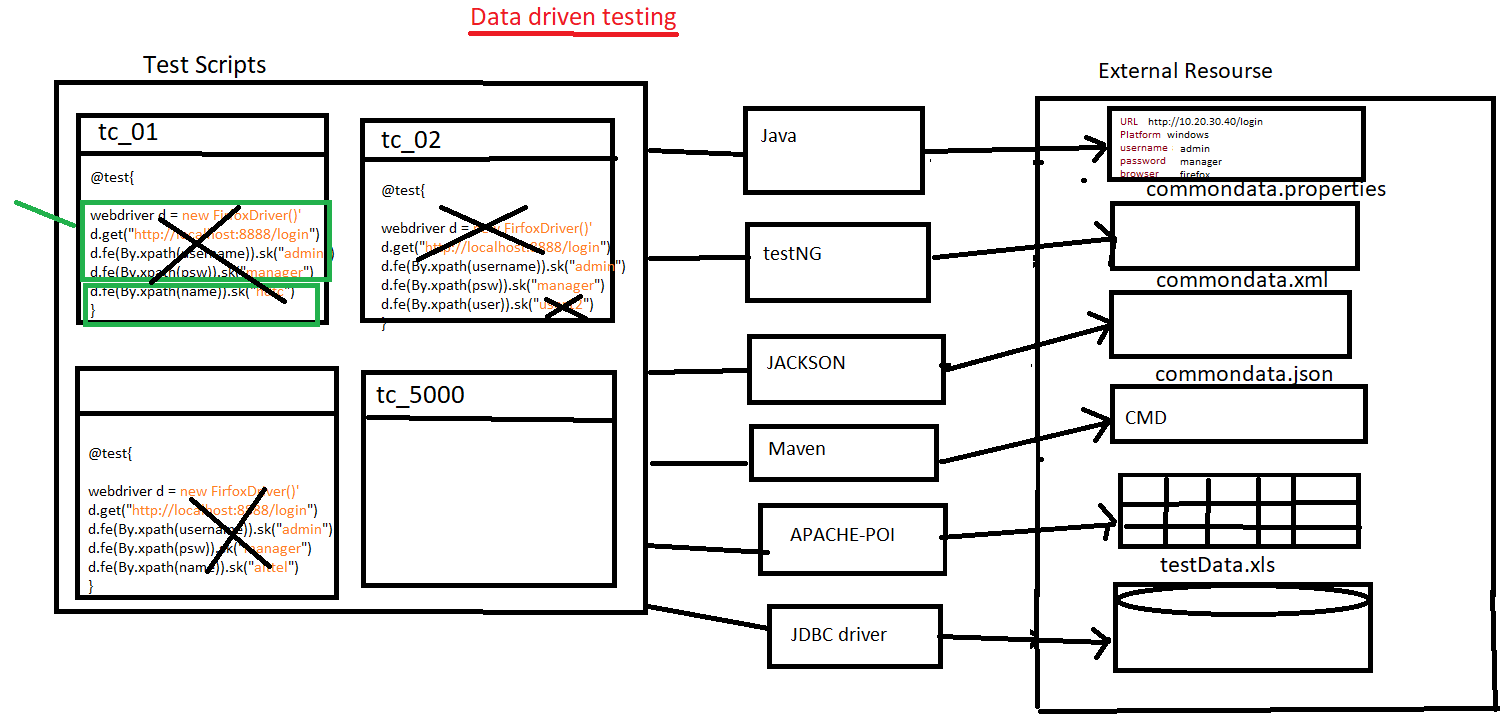 Data driven testing
Test Scripts
tc_01
@test{
webdriver d = new FirfoxDriver()'
d.get("http://localhost:8888/login")
d.fe(By.xpath(username)).sk("admin
d.fe(By.xpath(psw)).sk("manager")
d.fe(By.xpath(name)).sk(" ")
}
tc_02
@test{
webdriver d = new FirfoxDriver()'
d.get("http://localhost:8888/login")
d.fe(By.xpath(username)).sk("admin")
d.fe(By.xpath(psw)).sk("manager")
d.fe(By.xpath(user)).sk(" ")
}
@test{
webdriver d = new FirfoxDriver()'
d.get("http://localhost:8888/login")
d.fe(By.xpath(username)).sk("admin")
d.fe(By.xpath(psw)).sk("manager")
d.fe(By.xpath(name)).sk(" ")
}
tc_5000
Java
testNG
JACKSON
Maven
APACHE-POI
JDBC driver
External Resourse
URL http://10.20.30.40/login
Platform windows
username admin
password manager
browser firefox
commondata.properties
commondata.xml
commondata.json
CMD
testData.xls